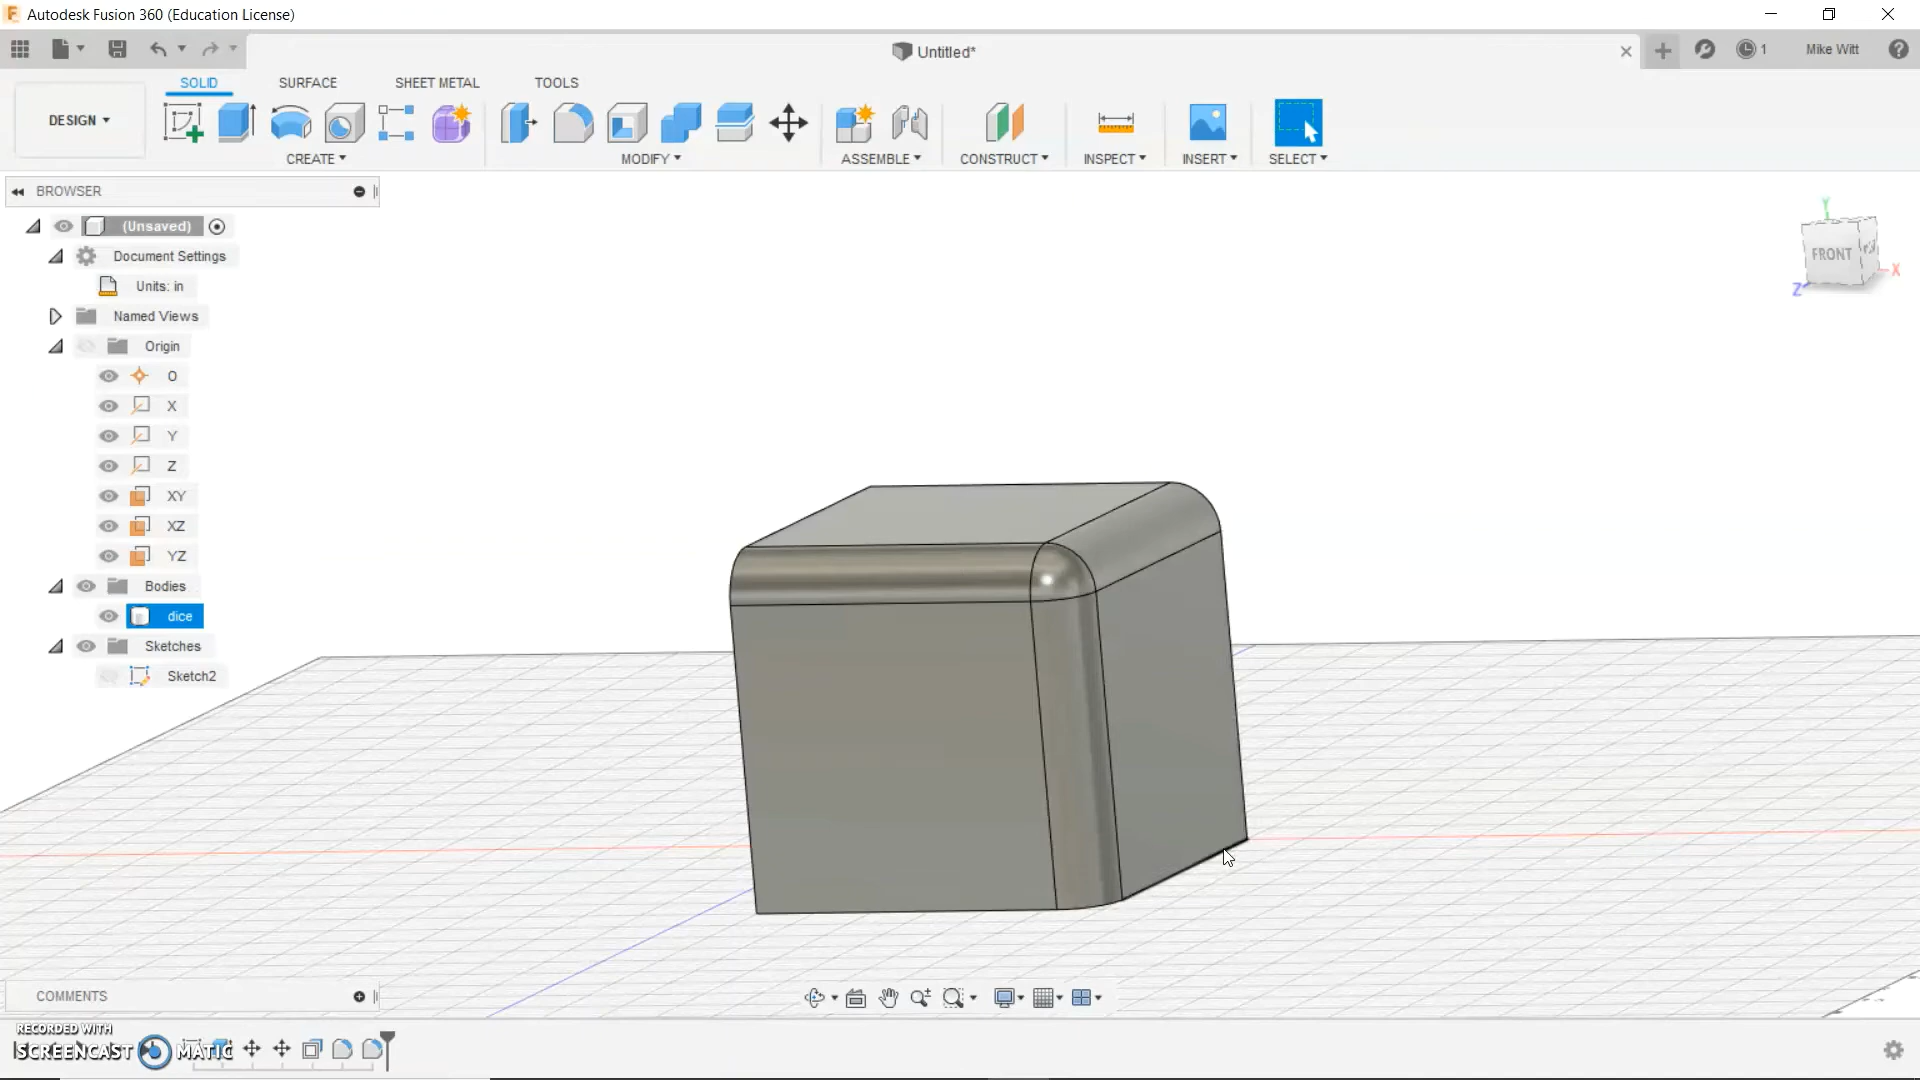 Autodesk Fusion 360 (Education License)
Untitled*
1
Mike Witt
SOLID
SURFACE
SHEET METAL
TOOLS
DESIGN
CREATE
MODIFY
ASSEMBLE
CONSTRUCT
INSPECT
INSERT
SELECT
BROWSER
(Unsaved)
Document Settings
Units: in
Named Views
Origin
O
X
Y
Z
XY
XZ
YZ
Bodies
dice
Sketches
Sketch2
Y
FRONT
X
Z
COMMENTS
RECORDED WITH
SCREENCAST MATIC